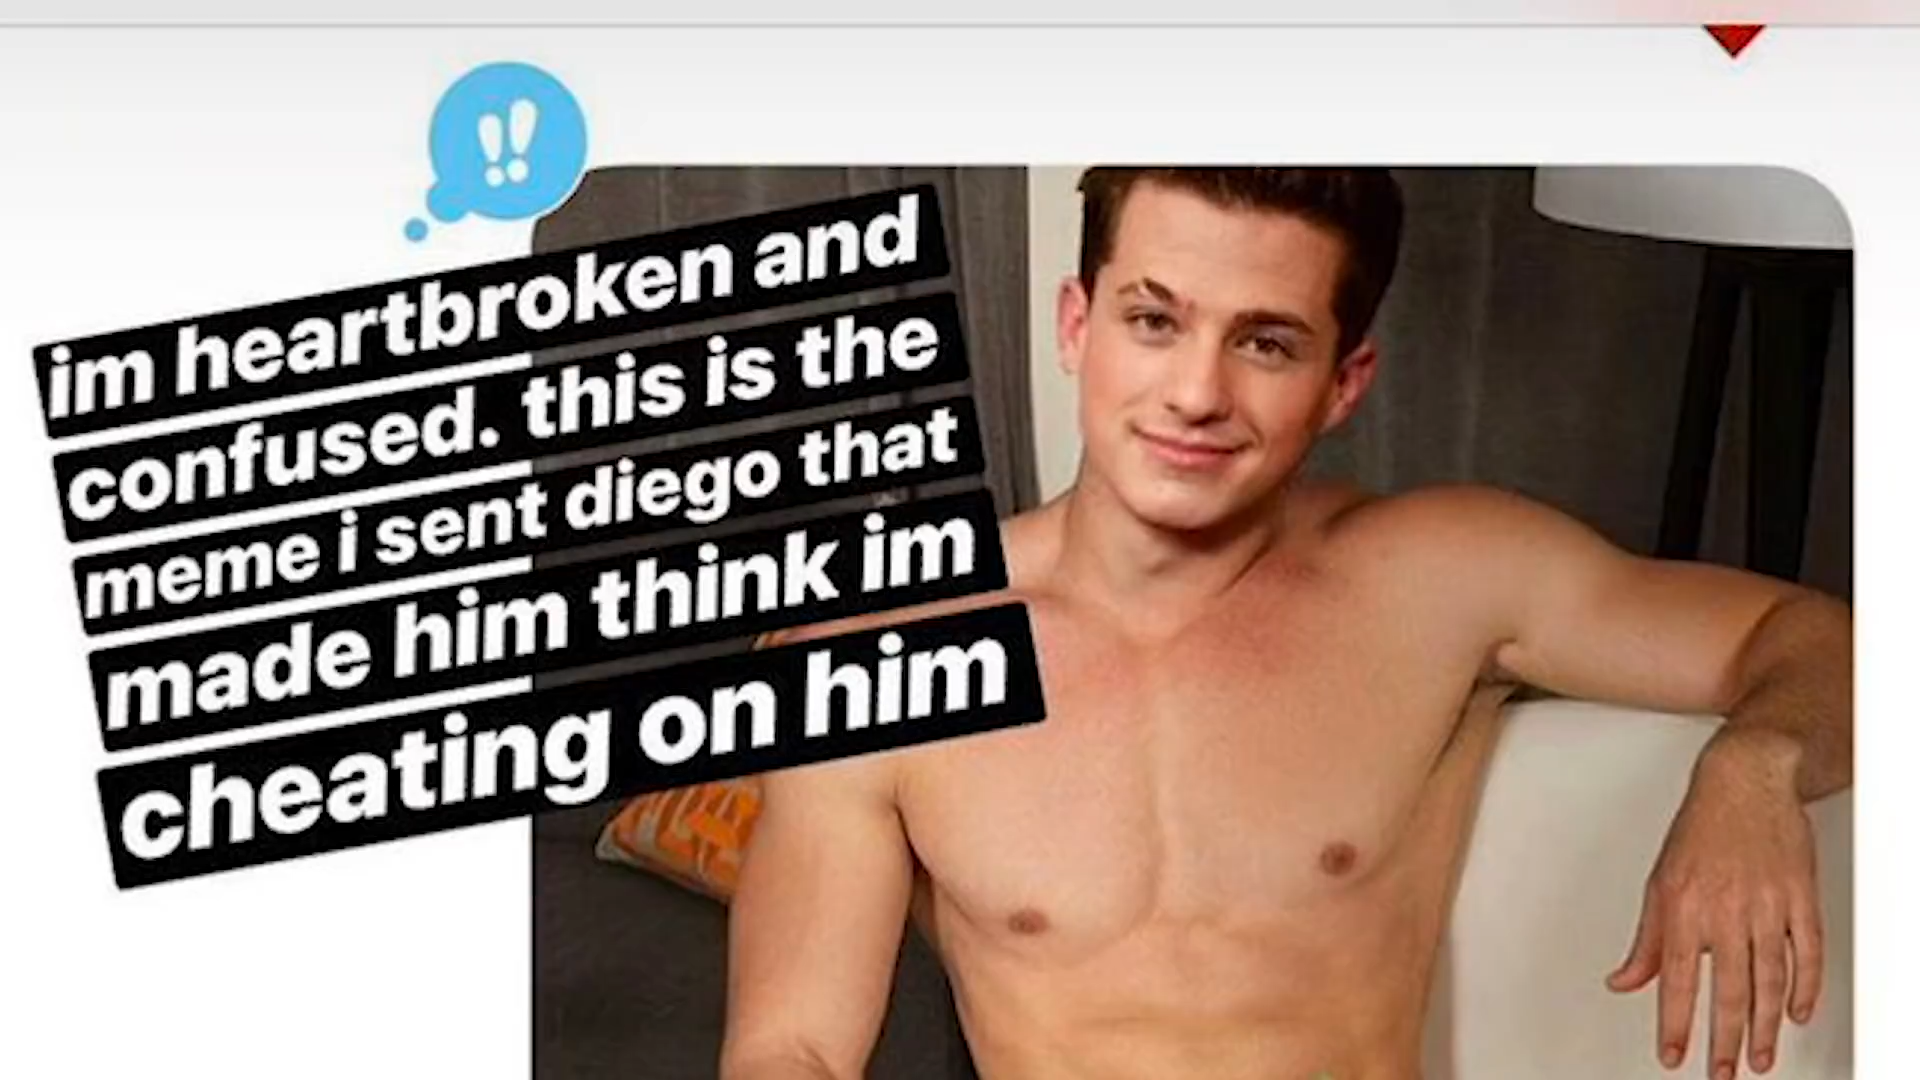 im heartbroken and
confused. this is the
meme i sent diego that
made him think im
cheating on him